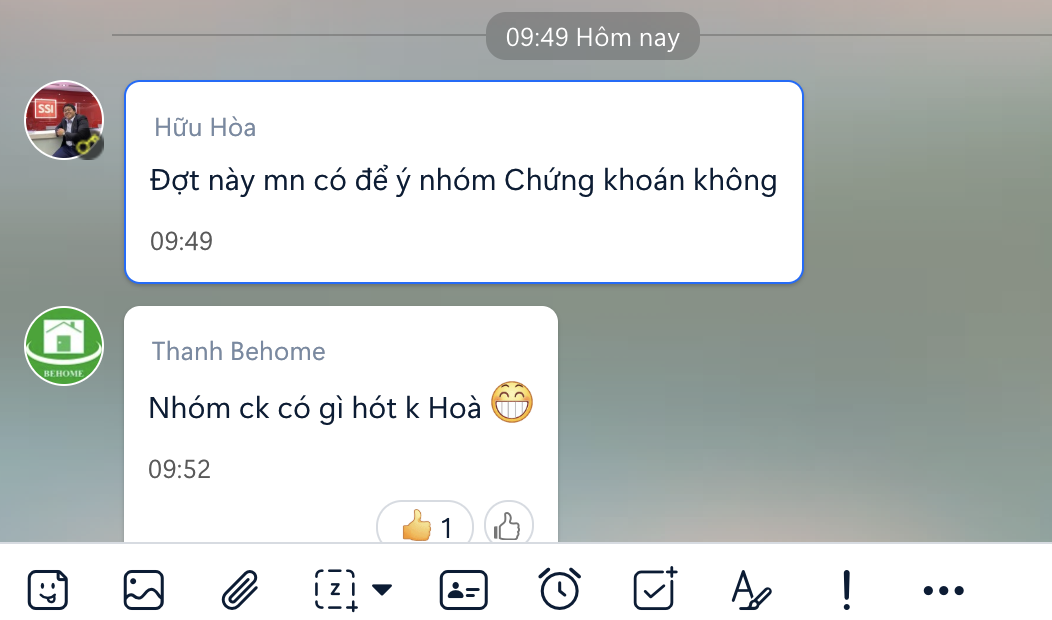 09:49 Hôm nay
SSI
Hữu Hòa
Đợt này mn có để ý nhóm Chứng khoán không
09:49
BEHOME
Thanh Behome
Nhóm ck có gì hót k Hoà 😁
09:52
👍 1
Z